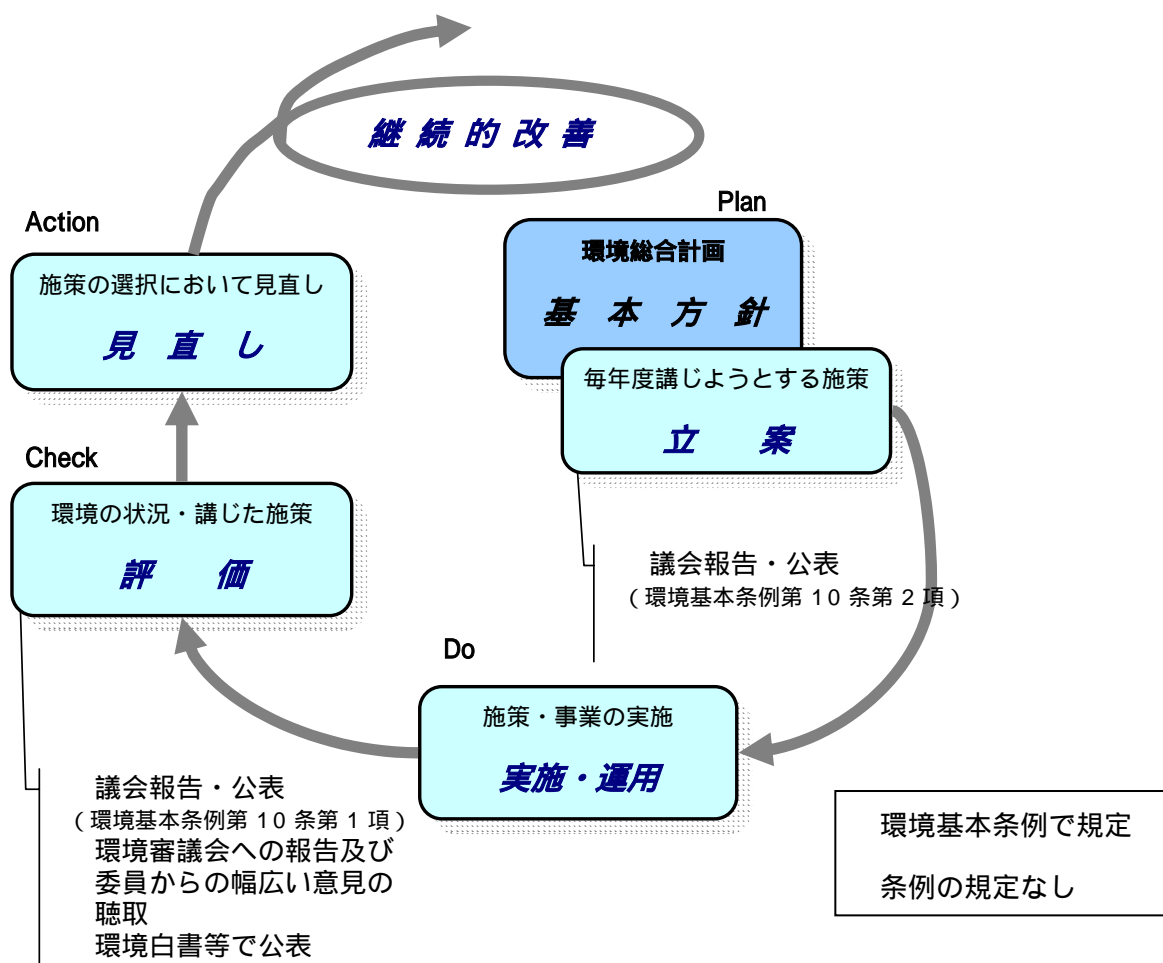 継続的改善
Plan
環境総合計画
基本方針
毎年度講じようとする施策
立案
議会報告・公表
（環境基本条例第10条第2項）
Do
施策・事業の実施
実施・運用
Check
環境の状況・講じた施策
評価
議会報告・公表
（環境基本条例第10条第1項）
環境審議会への報告及び
委員からの幅広い意見の
聴取
環境白書等で公表
Action
施策の選択において見直し
見直し
環境基本条例で規定
条例の規定なし